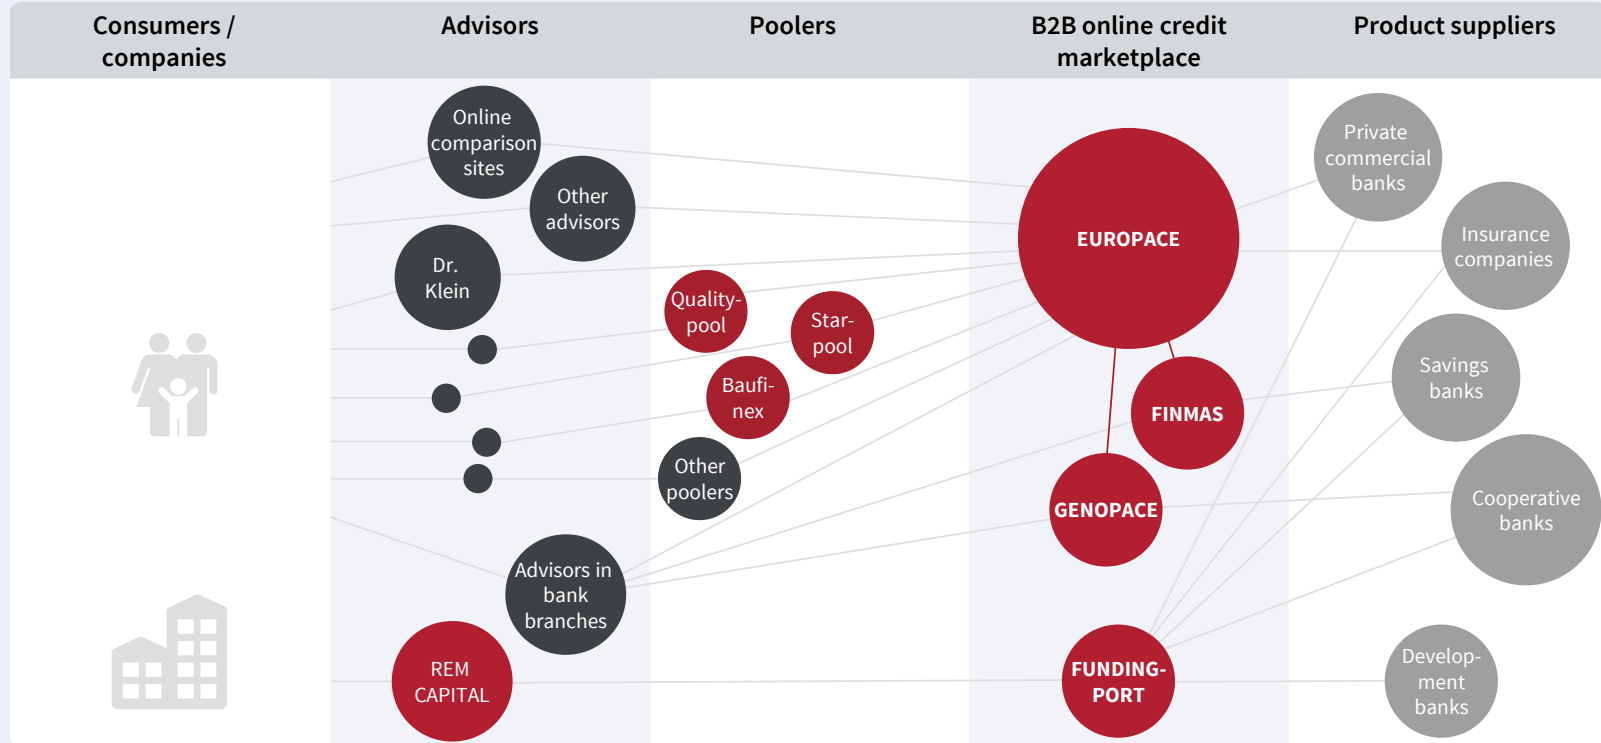 Consumers /
companies
Advisors
Poolers
B2B online credit
marketplace
Product suppliers
Online
comparison
sites
Other
advisors
Dr.
Klein
Advisors in
bank
branches
REM
CAPITAL
Quality-
pool
Star-
pool
Baufi-
nex
Other
poolers
EUROPACE
FINMAS
GENOPACE
FUNDING-
PORT
Private
commercial
banks
Insurance
companies
Savings
banks
Cooperative
banks
Develop-
ment
banks